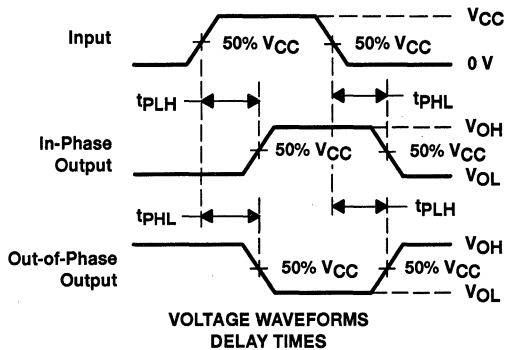 VCC
Input
50% VCC
50% VCC
0 V
tPLH
tPHL
In-Phase
Output
VOH
50% VCC
50% VCC
VOL
tPHL
tPLH
Out-of-Phase
Output
VOH
50% VCC
50% VCC
VOL
VOLTAGE WAVEFORMS
DELAY TIMES